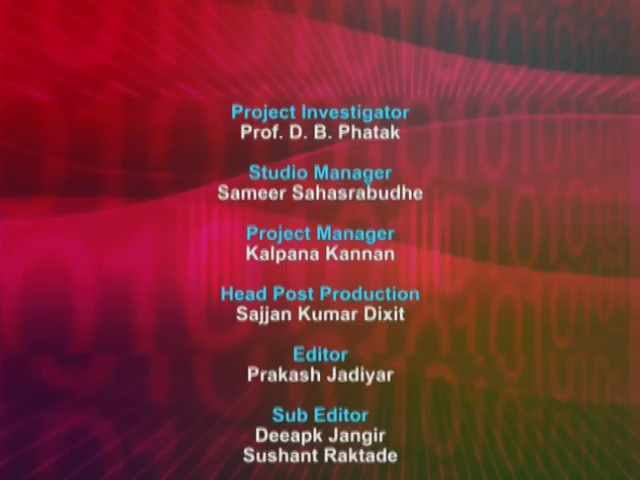 Project Investigator
Prof. D. B. Phatak
Studio Manager
Sameer Sahasrabudhe
Project Manager
Kalpana Kannan
Head Post Production
Sajjan Kumar Dixit
Editor
Prakash Jadiyar
Sub Editor
Deeapk Jangir
Sushant Raktade